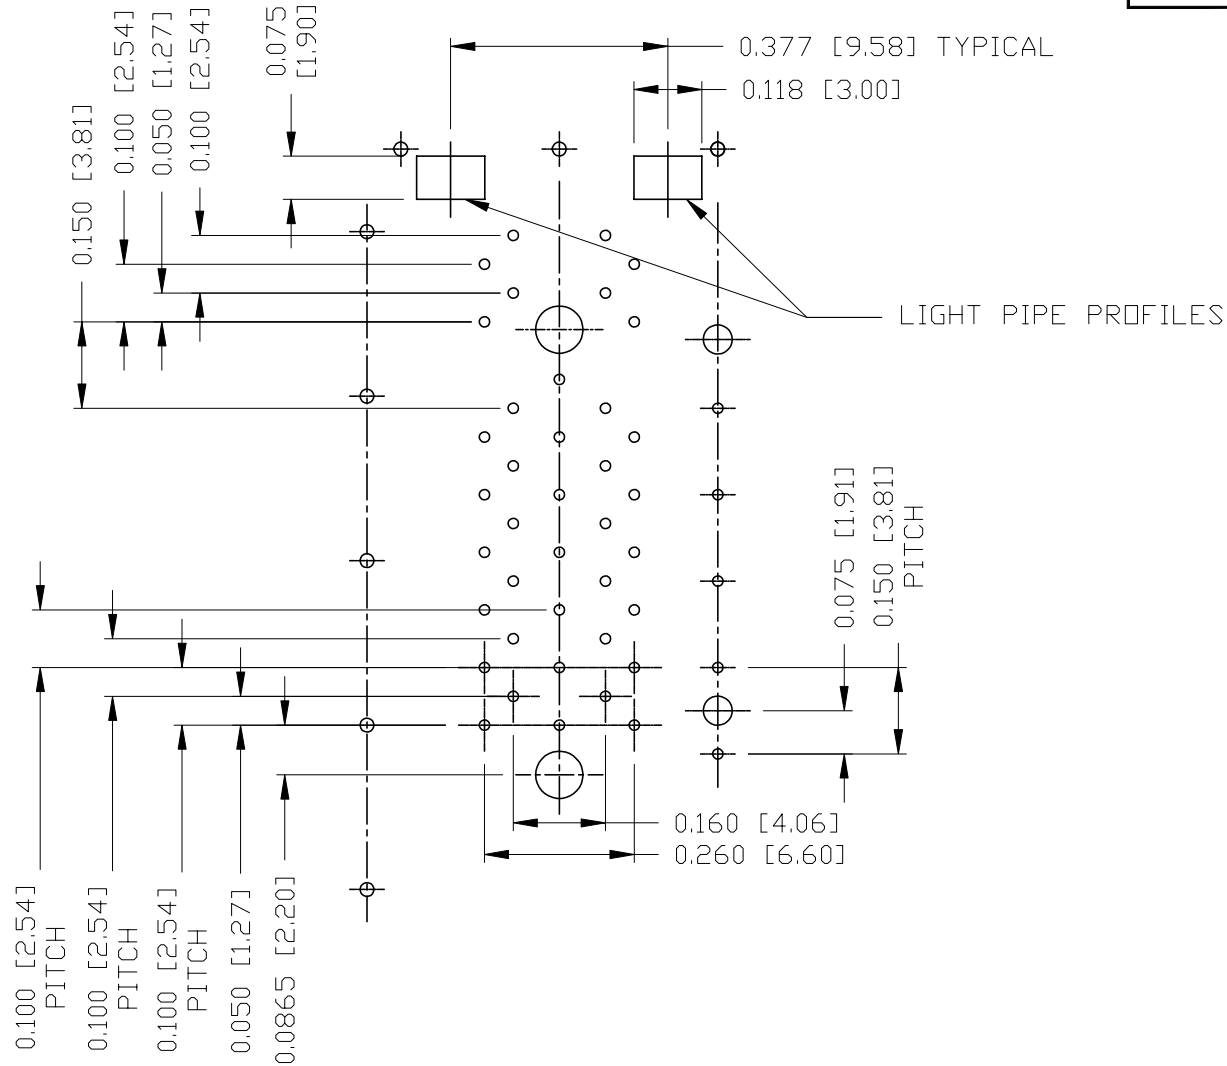 0.150 [3.81]
0.100 [2.54]
0.050 [1.27]
0.100 [2.54]
0.075
[1.90]
0.377 [9.58] TYPICAL
0.118 [3.00]
LIGHT PIPE PROFILES
0.075 [1.91]
0.150 [3.81]
PITCH
0.160 [4.06]
0.260 [6.60]
0.100 [2.54]
PITCH
0.100 [2.54]
PITCH
0.100 [2.54]
PITCH
0.050 [1.27]
0.0865 [2.20]